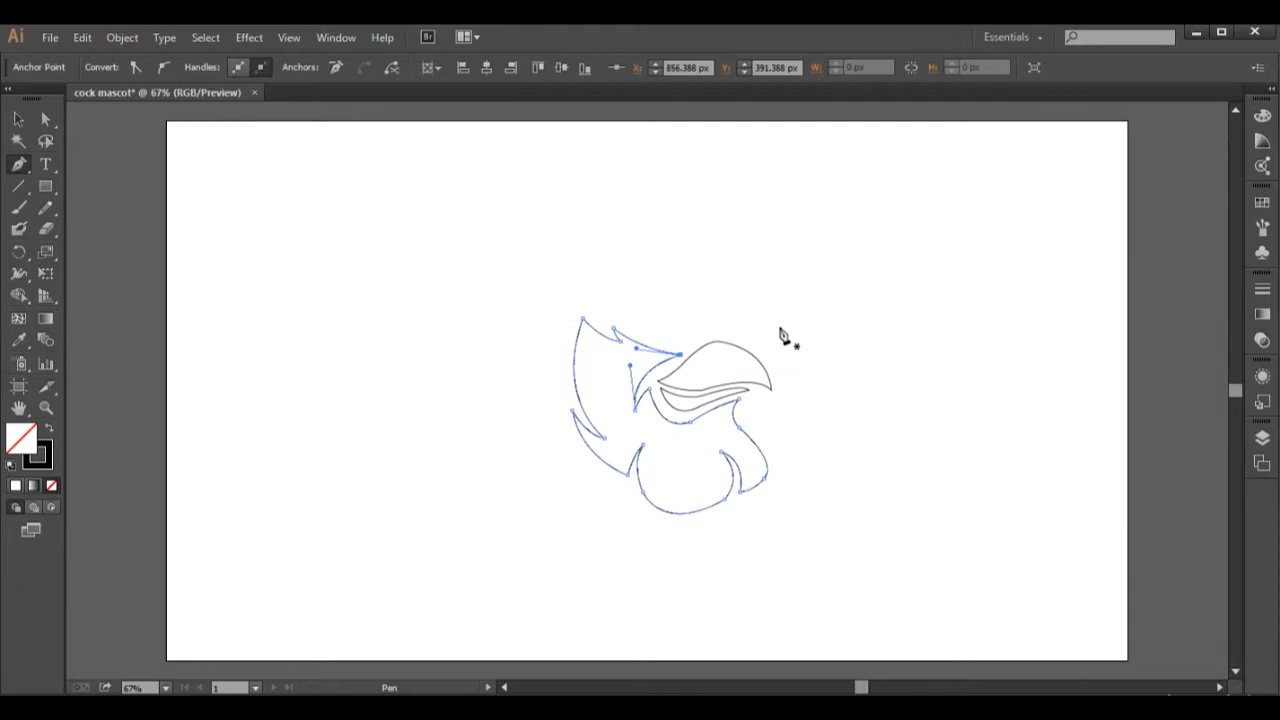 Ai File Edit Object Type Select Effect View Window Help Br Essentials
Anchor Point Convert: Handles: Anchors: X: 856.388 px Y: 391.388 px W: 0 px H: 0 px
cock mascot* @ 67% (RGB/Preview) ×
T
67% 1 Pen